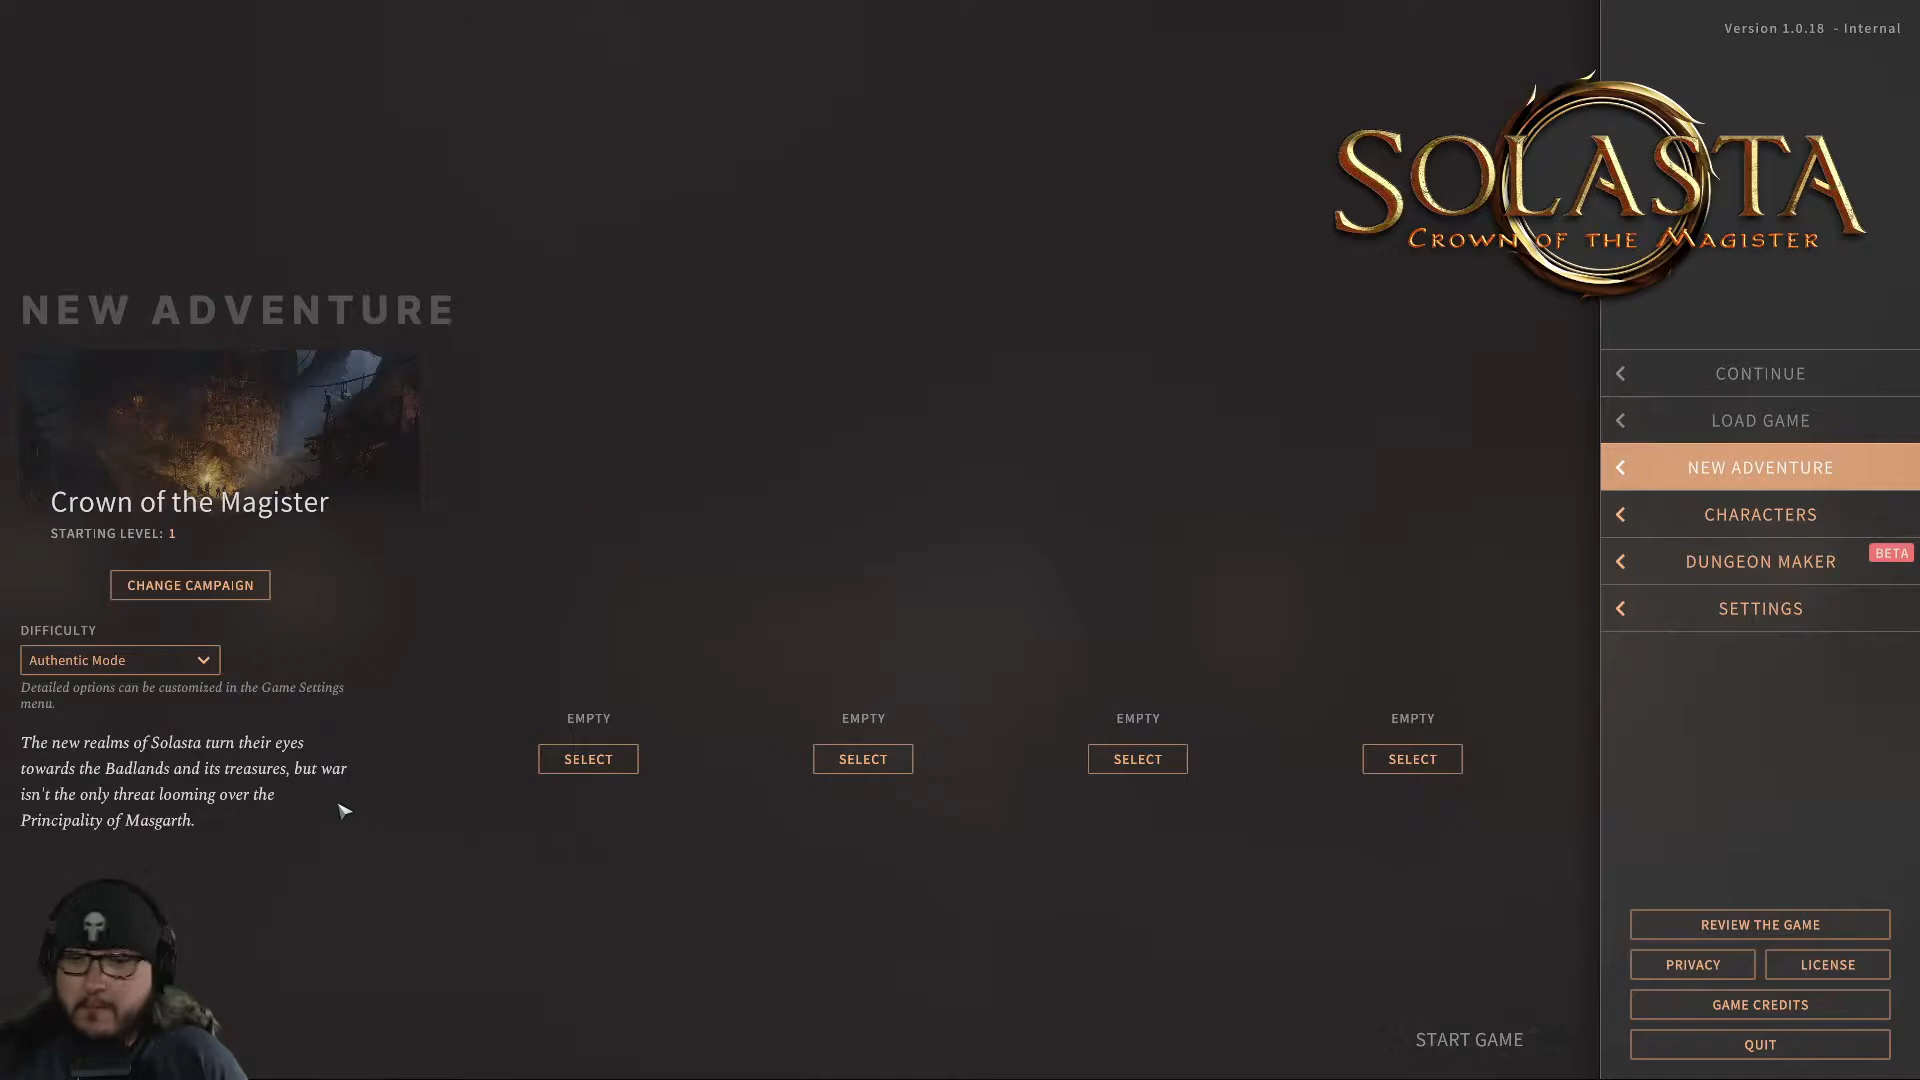 Version 1.0.18 - Internal
SOLASTA
CROWN OF THE MAGISTER
NEW ADVENTURE
Crown of the Magister
STARTING LEVEL: 1
CHANGE CAMPAIGN
DIFFICULTY
Authentic Mode
Detailed options can be customized in the Game Settings
menu.
The new realms of Solasta turn their eyes
towards the Badlands and its treasures, but war
isn't the only threat looming over the
Principality of Masgarth.
EMPTY EMPTY EMPTY EMPTY
SELECT SELECT SELECT SELECT
START GAME
CONTINUE
LOAD GAME
NEW ADVENTURE
CHARACTERS
DUNGEON MAKER BETA
SETTINGS
REVIEW THE GAME
PRIVACY LICENSE
GAME CREDITS
QUIT